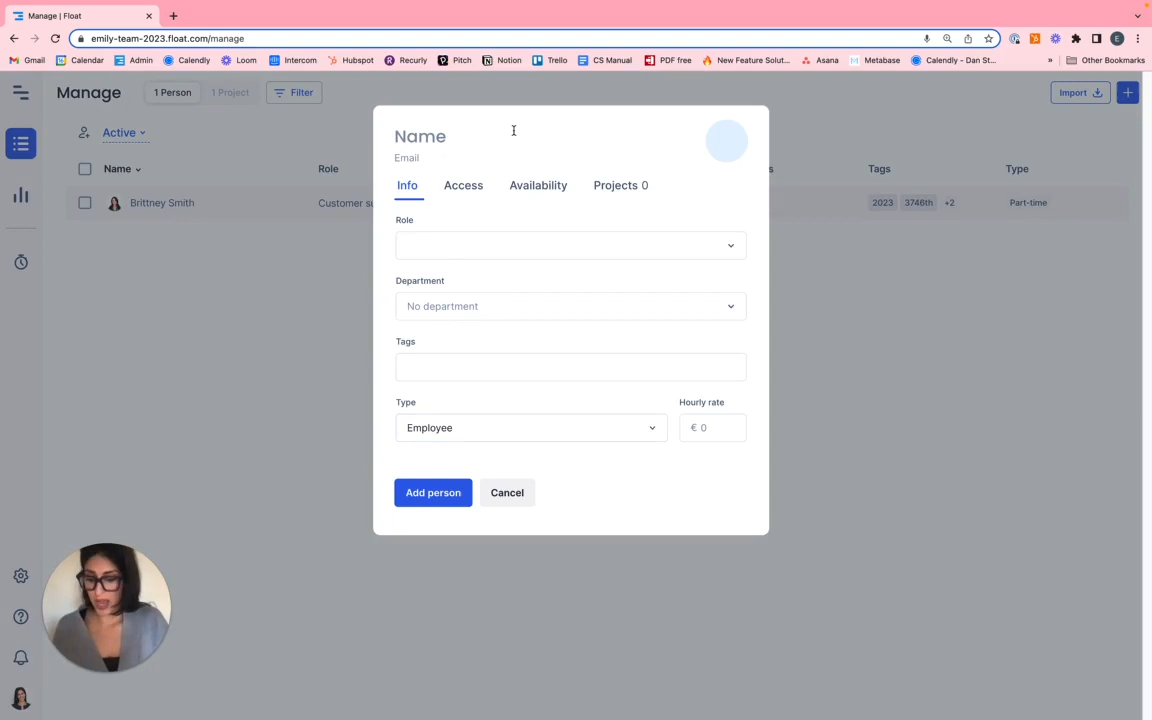 Manage | Float
emily-team-2023.float.com/manage
E
Gmail Calendar Admin Calendly Loom Intercom Hubspot Recurly Pitch Notion Trello CS Manual PDF free New Feature Solut... Asana Metabase Calendly - Dan St... » Other Bookmarks
Manage 1 Person 1 Project Filter Import
Active
Name Role s Tags Type
Brittney Smith Customer su 2023 3746th +2 Part-time
Name
Email
Info Access Availability Projects 0
Role
Department
No department
Tags
Type Hourly rate
Employee € 0
Add person Cancel